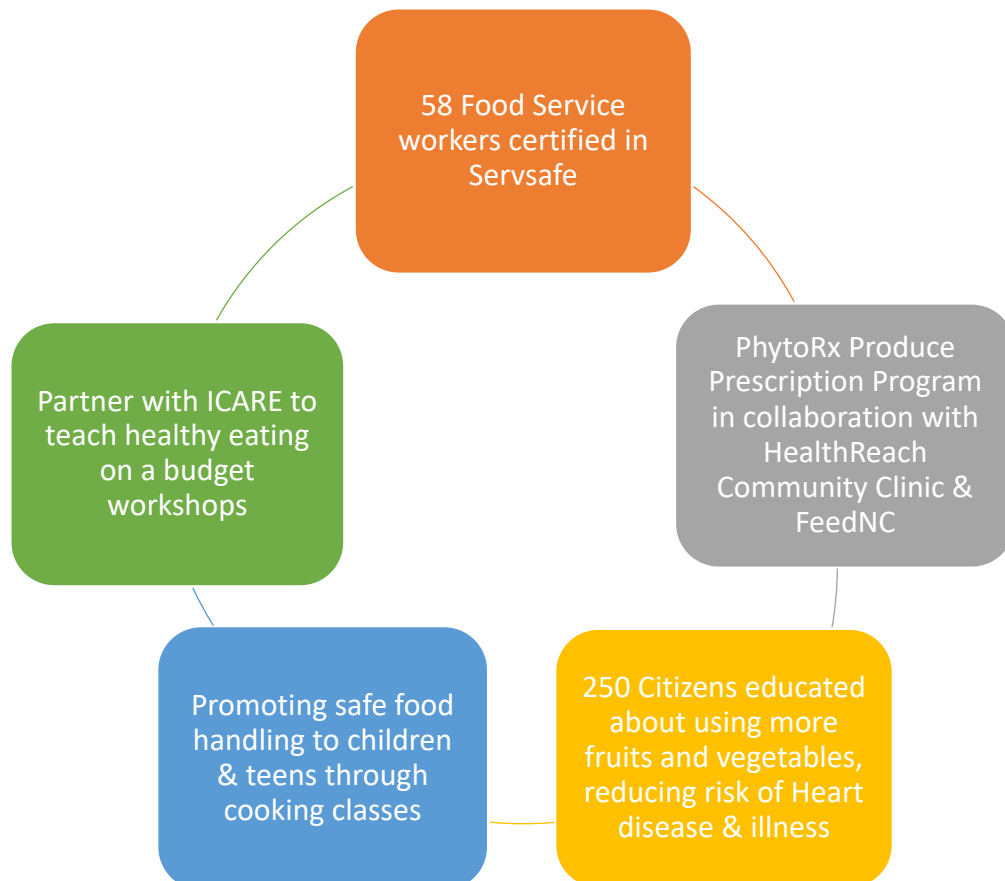 58 Food Service
workers certified in
Servsafe
PhytoRx Produce
Prescription Program
in collaboration with
HealthReach
Community Clinic &
FeedNC
250 Citizens educated
about using more
fruits and vegetables,
reducing risk of Heart
disease & illness
Promoting safe food
handling to children
& teens through
cooking classes
Partner with ICARE to
teach healthy eating
on a budget
workshops